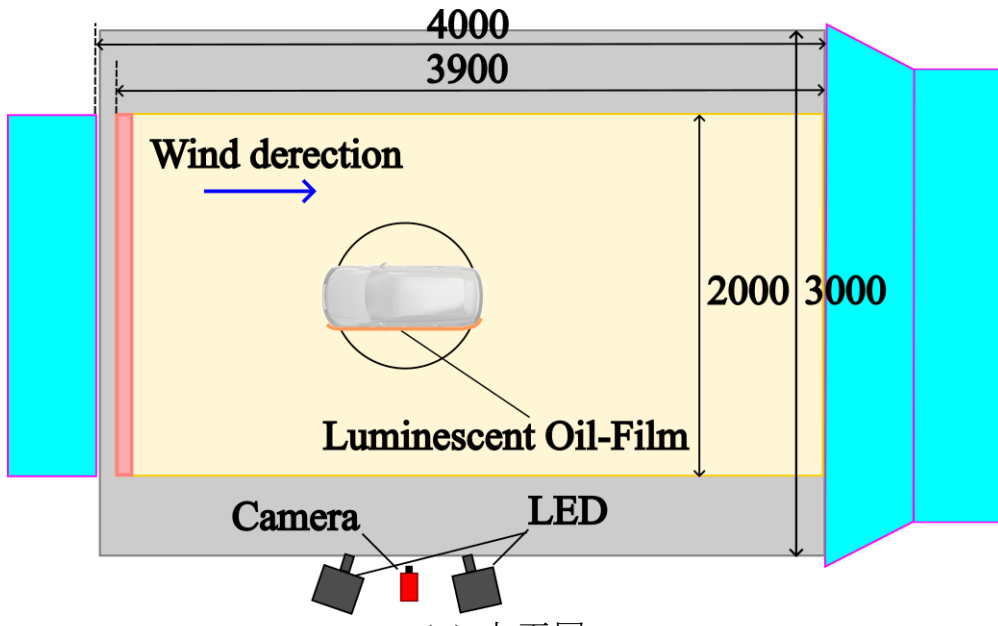 4000
3900
Wind derection
2000
3000
Luminescent Oil-Film
Camera
LED